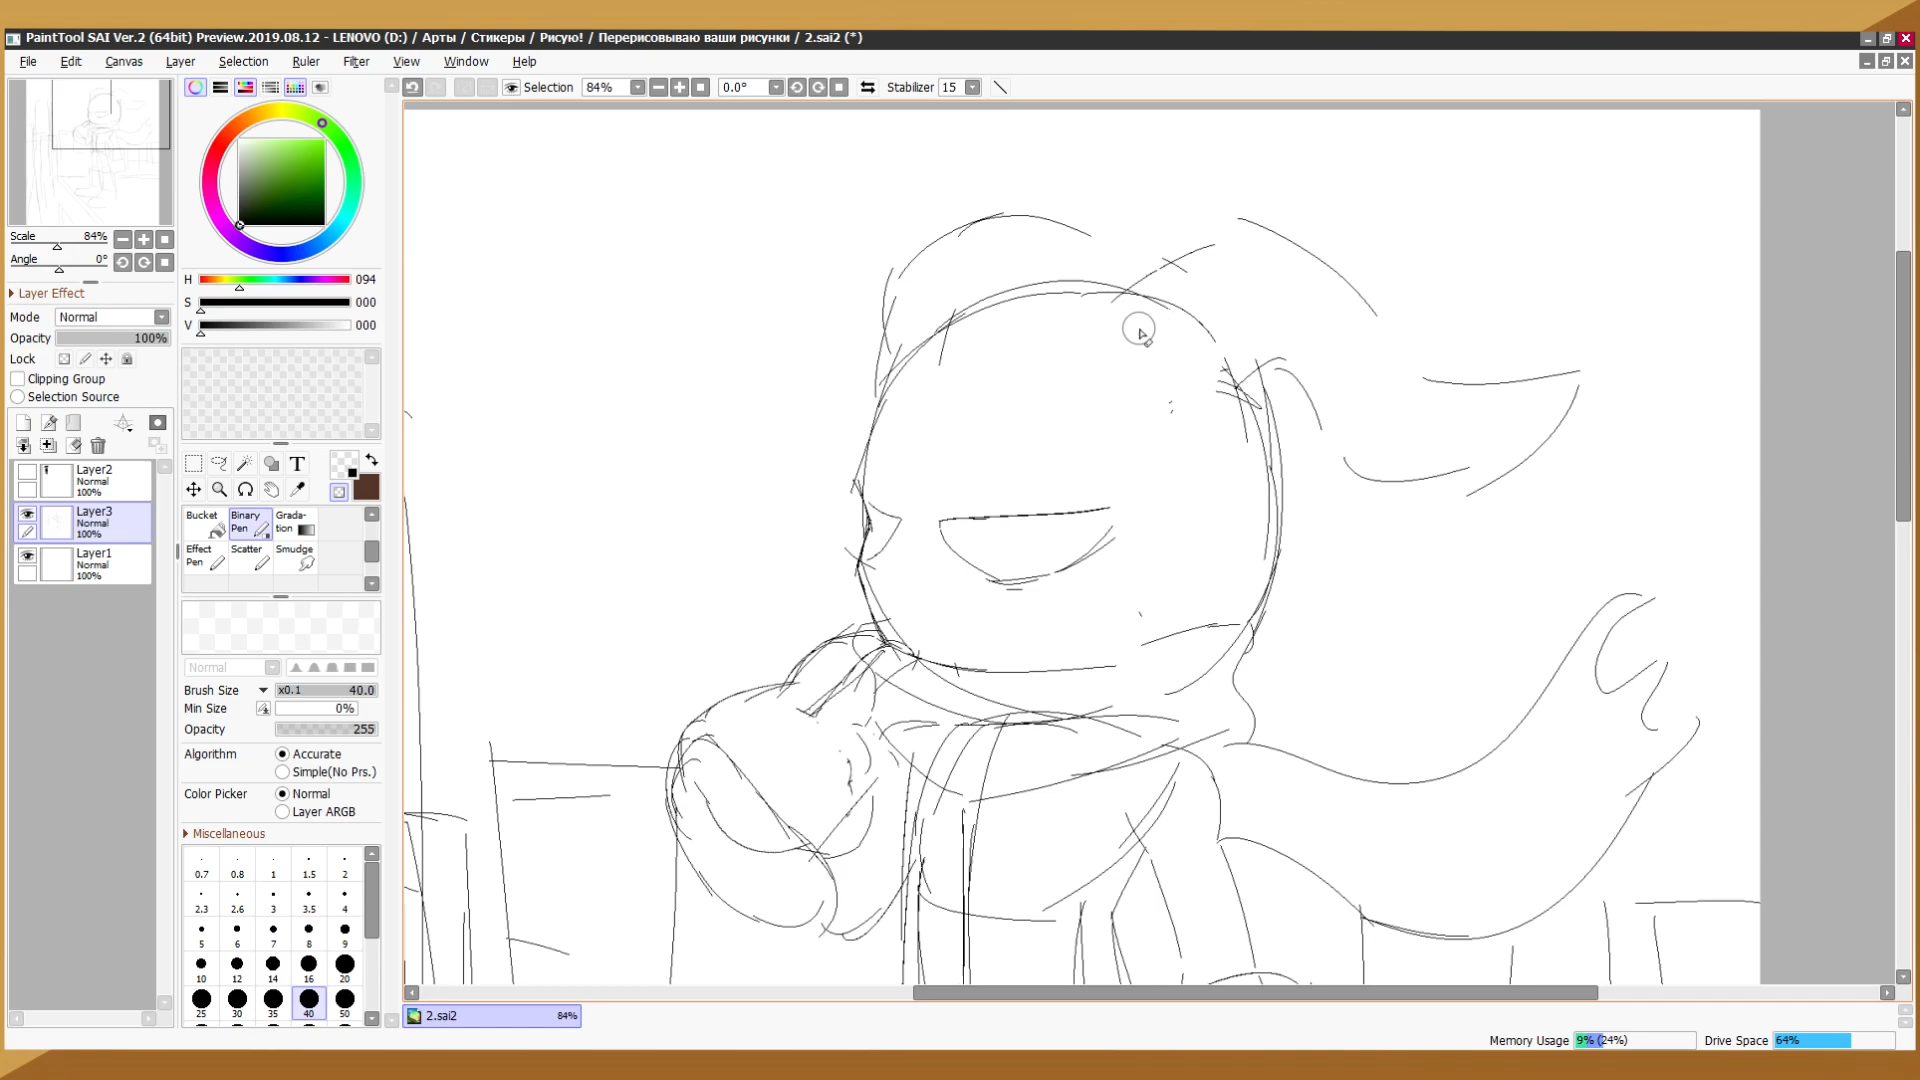 PaintTool SAI Ver.2 (64bit) Preview.2019.08.12 - LENOVO (D:) / Арты / Стикеры / Рисую! / Перерисовываю ваши рисунки / 2.sai2 (*)
File Edit Canvas Layer Selection Ruler Filter View Window Help
Selection 84% 0.0° Stabilizer 15
Scale 84%
Angle 0°
Layer Effect
Mode Normal
Opacity 100%
Lock
Clipping Group
Selection Source
Layer2
Normal
100%
Layer3
Normal
100%
Layer1
Normal
100%
H 094
S 000
V 000
T
Bucket Binary Pen Grada-tion
Effect Pen Scatter Smudge
Normal
Brush Size x0.1 40.0
Min Size 0%
Opacity 255
Algorithm Accurate
Simple(No Prs.)
Color Picker Normal
Layer ARGB
Miscellaneous
0.7 0.8 1 1.5 2
2.3 2.6 3 3.5 4
5 6 7 8 9
10 12 14 16 20
25 30 35 40 50
2.sai2 84%
Memory Usage 9% (24%) Drive Space 64%